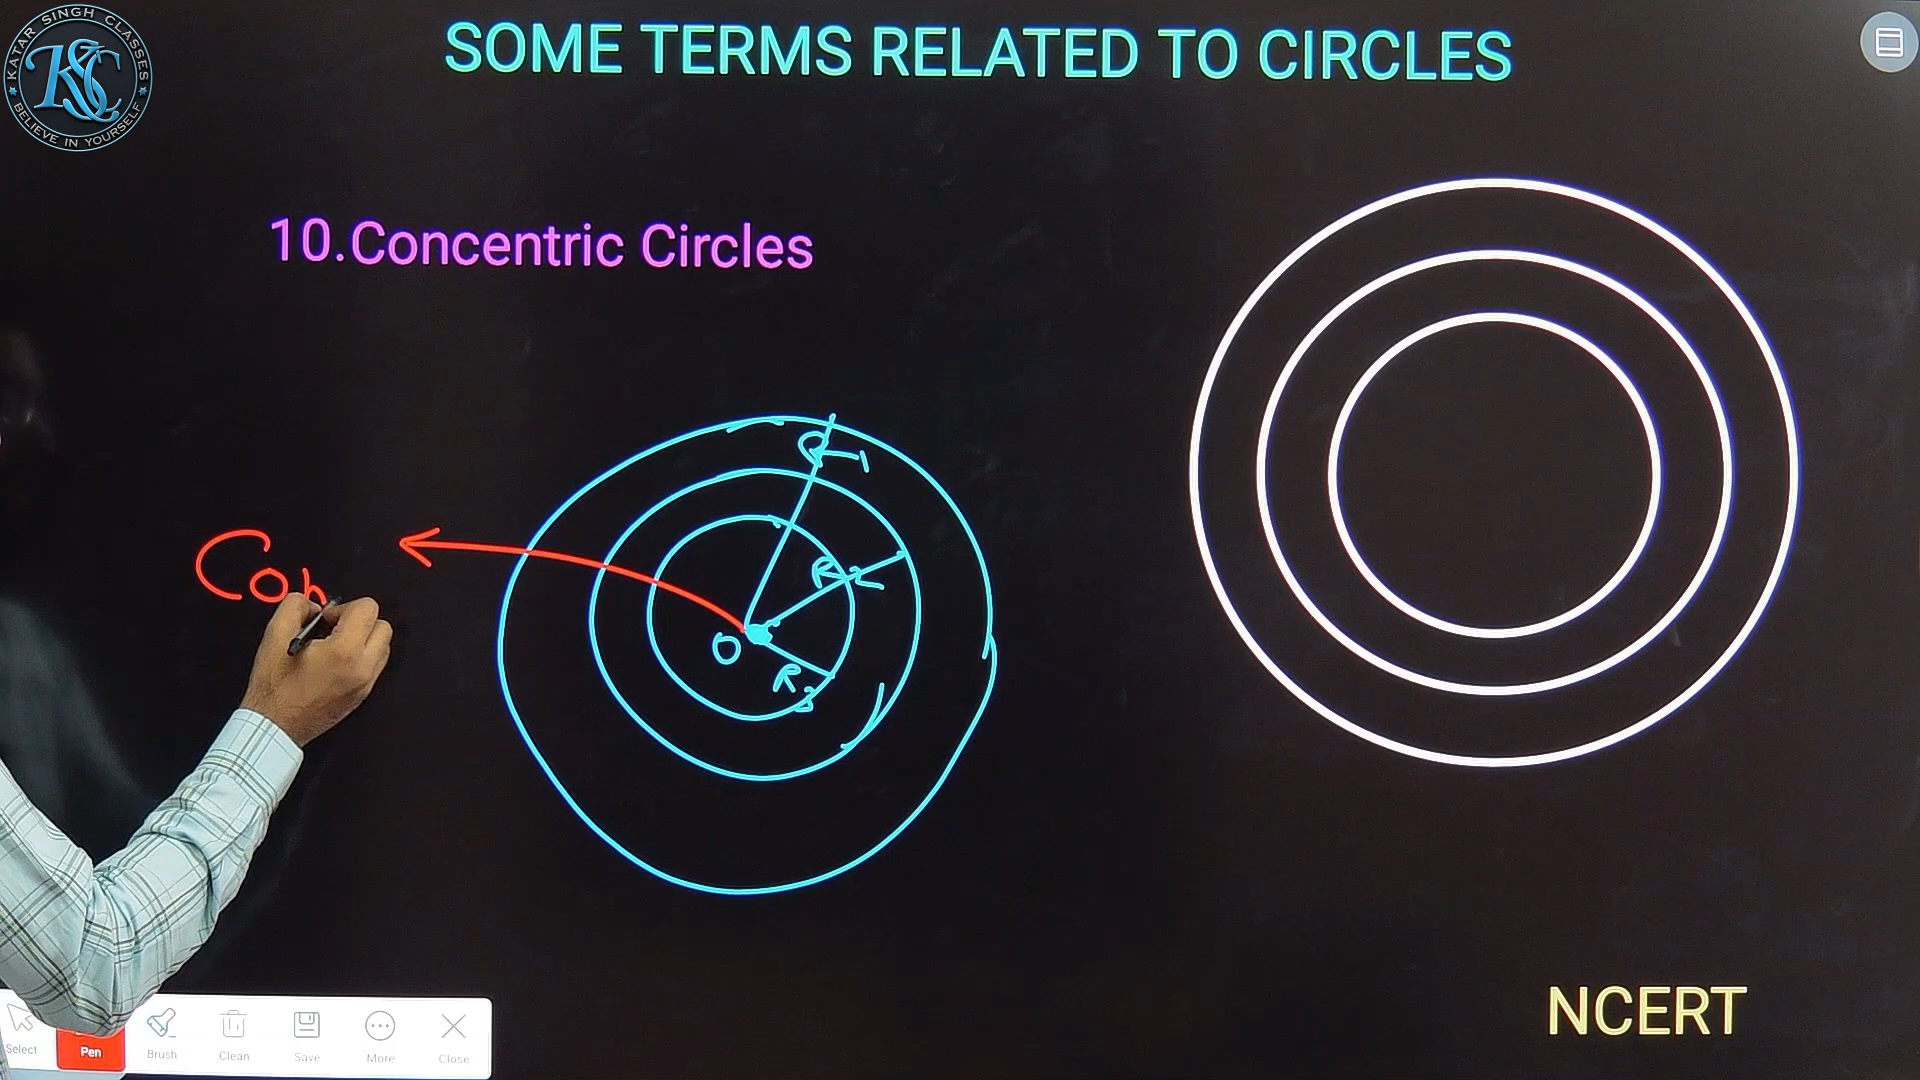 KATAR SINGH CLASSES
KSC
BELIEVE IN YOURSELF
SOME TERMS RELATED TO CIRCLES
10.Concentric Circles
R1
R2
O
R3
Con
NCERT
Select
Pen
Brush
Clean
Save
More
Close